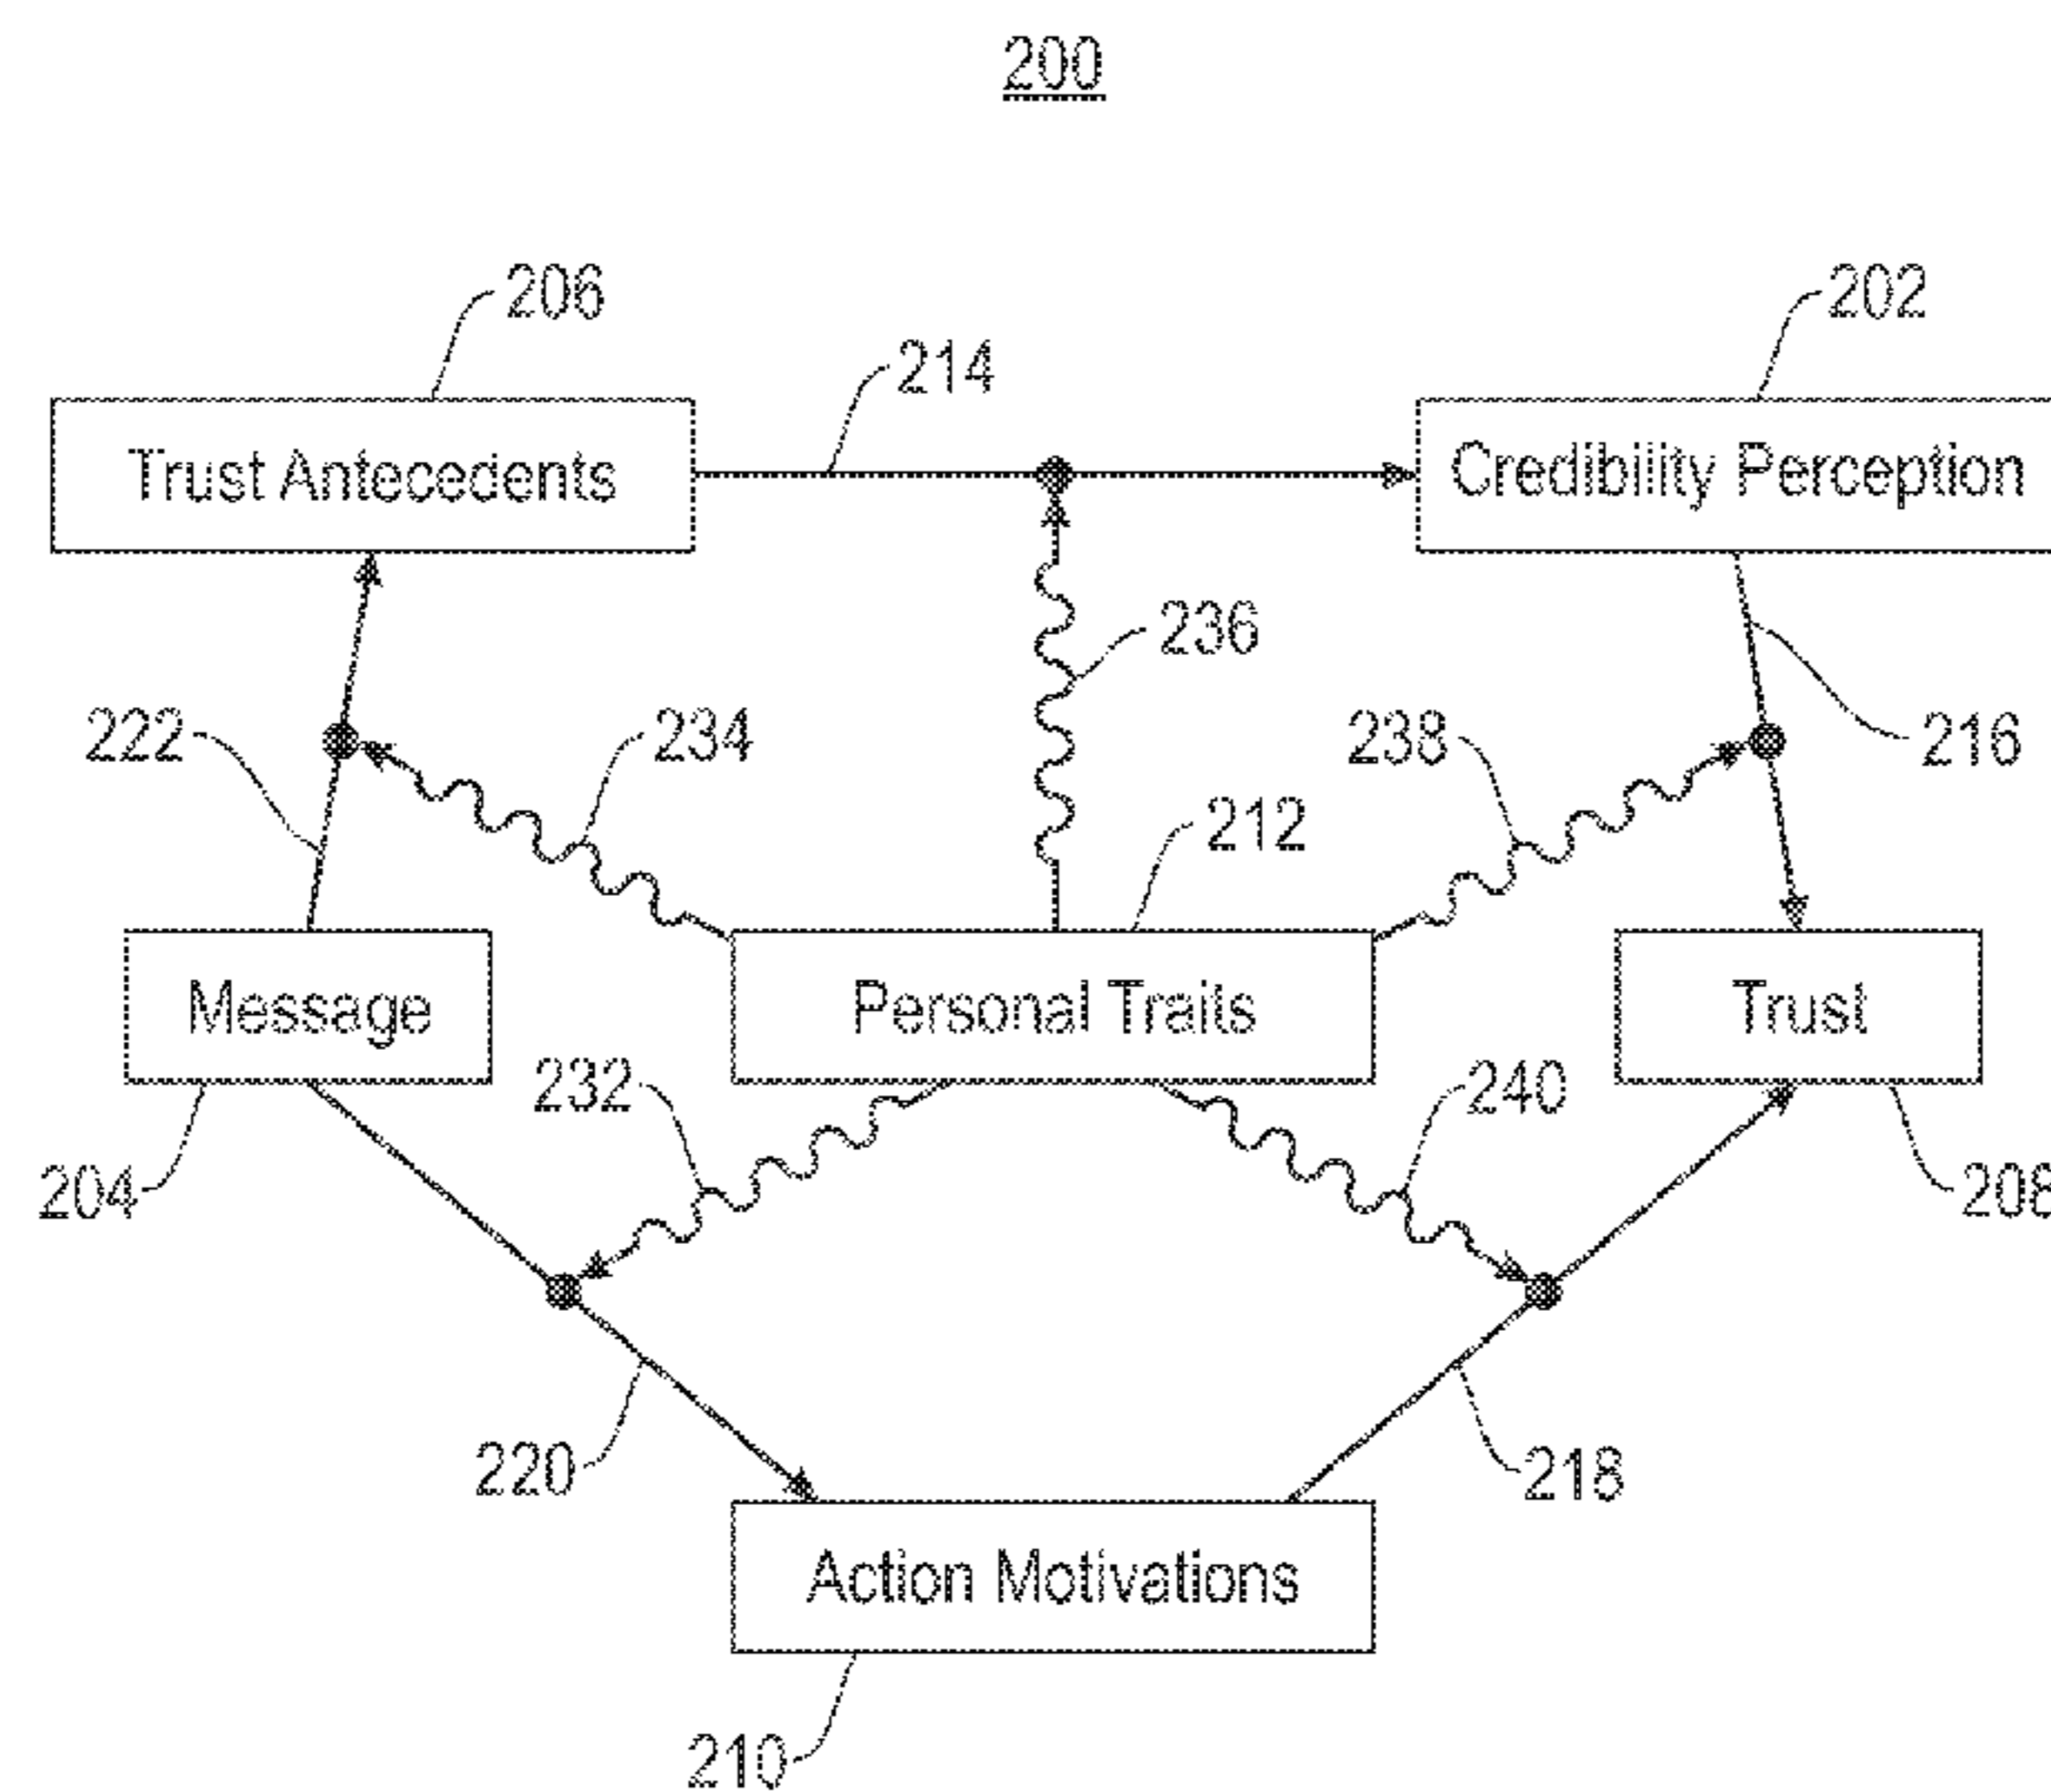 200
206
202
214
Trust Antecedents
Credibility Perception
236
222
234
238
216
212
Message
Personal Traits
Trust
232
240
204
208
220
218
Action Motivations
210